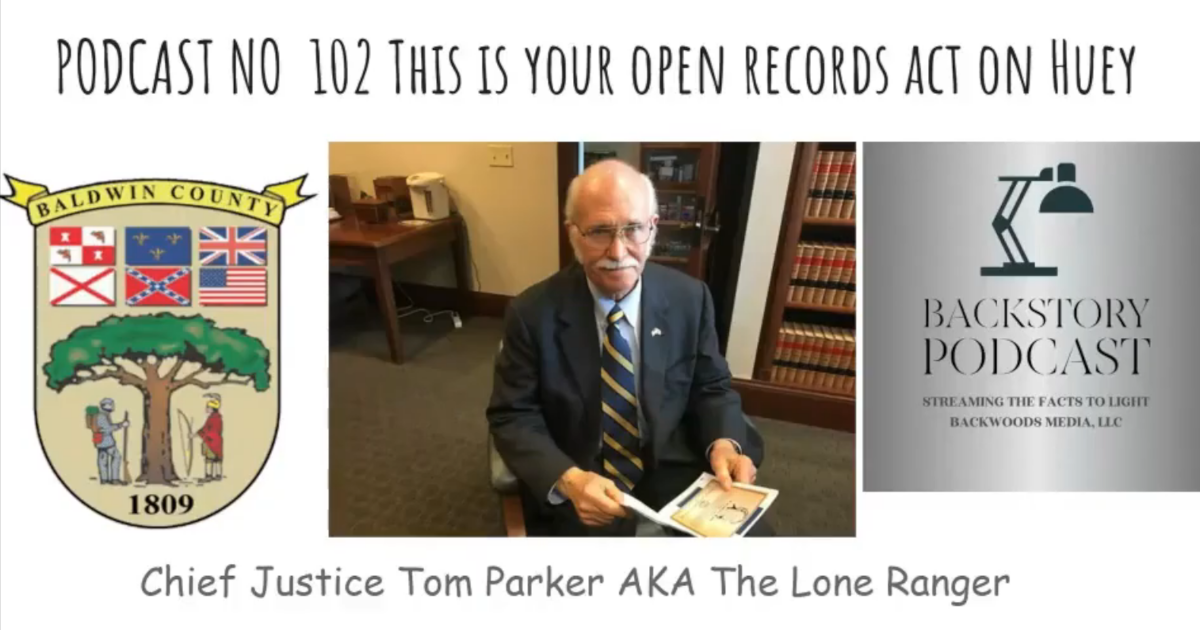 PODCAST NO 102 THIS IS YOUR OPEN RECORDS ACT ON HUEY
BALDWIN COUNTY
1809
BACKSTORY
PODCAST
STREAMING THE FACTS TO LIGHT
BACKWOODS MEDIA, LLC
Chief Justice Tom Parker AKA The Lone Ranger